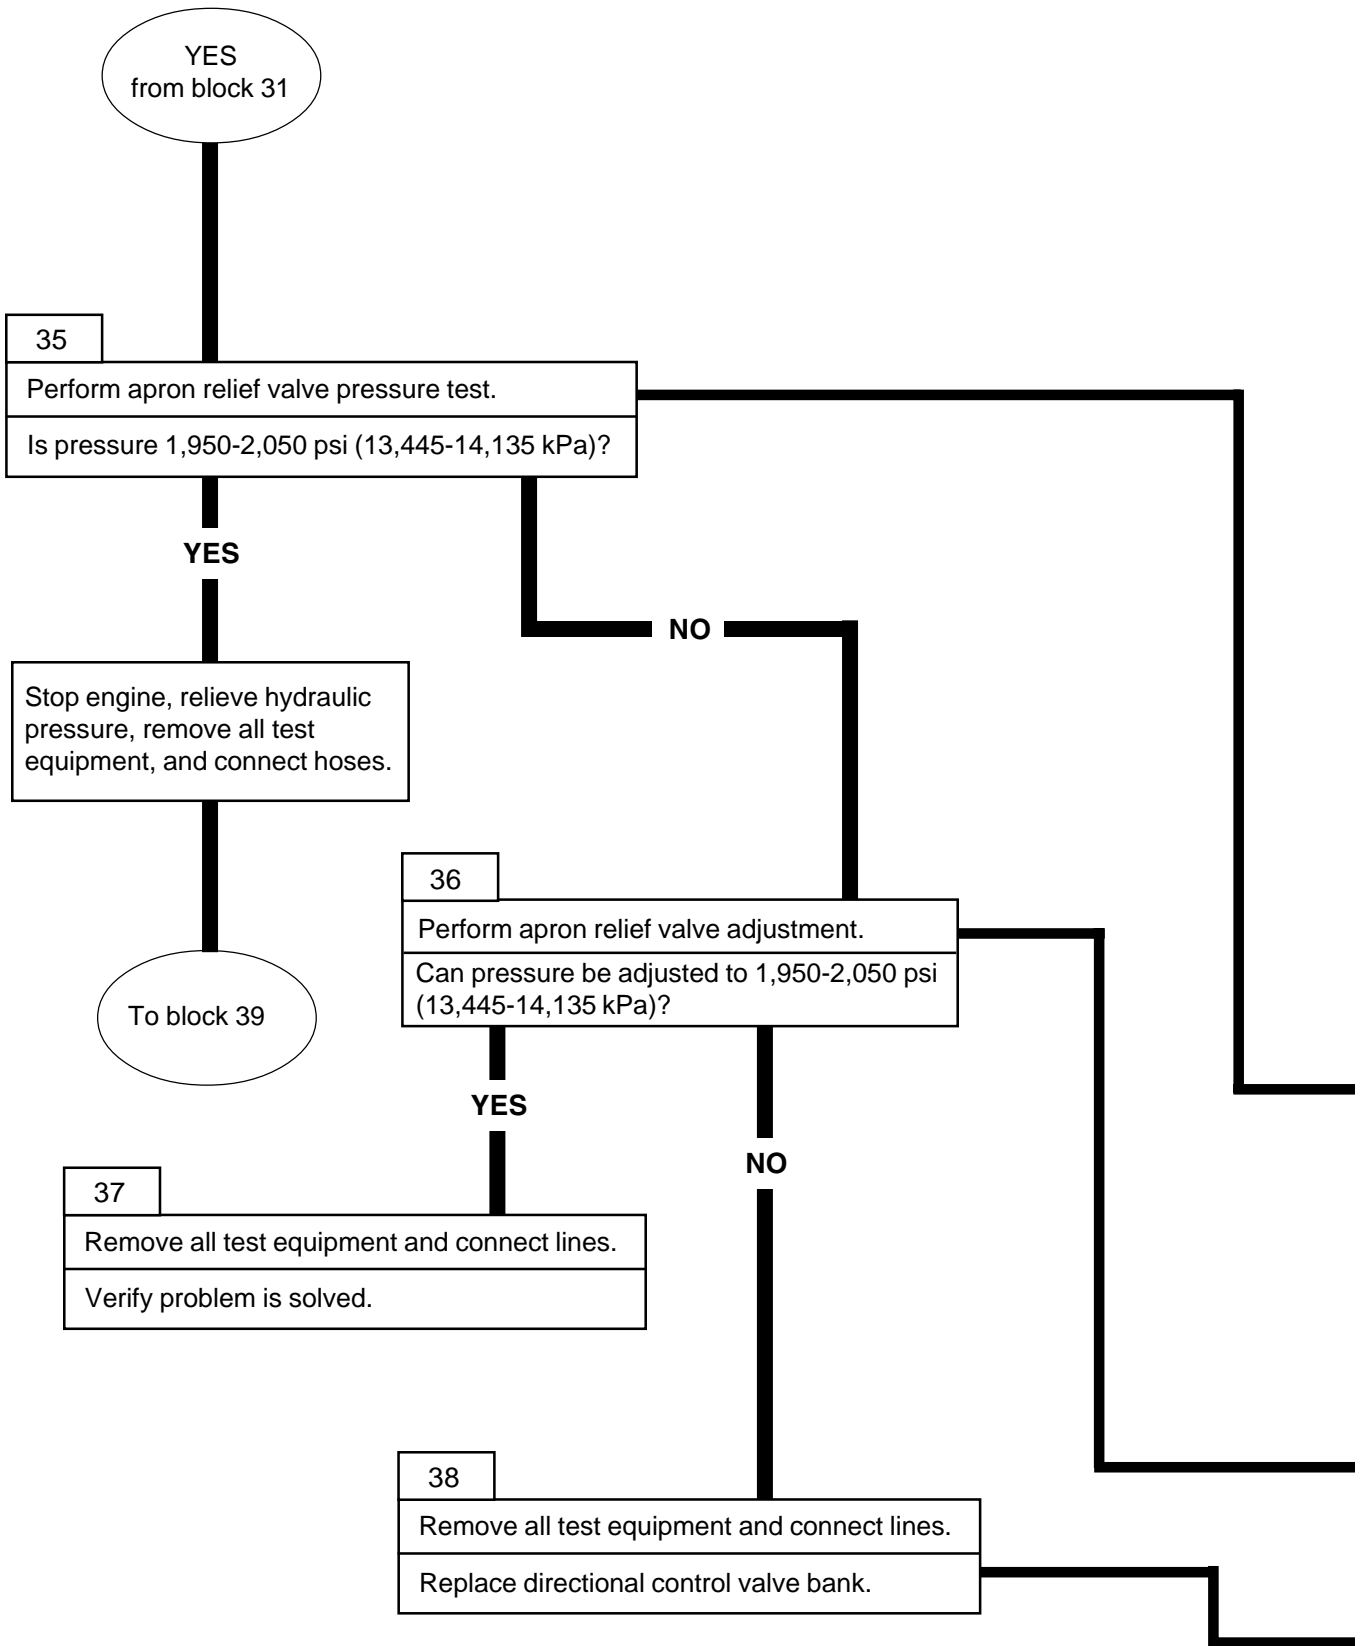 YES
from block 31
35
Perform apron relief valve pressure test.
Is pressure 1,950-2,050 psi (13,445-14,135 kPa)?
YES
NO
Stop engine, relieve hydraulic
pressure, remove all test
equipment, and connect hoses.
To block 39
36
Perform apron relief valve adjustment.
Can pressure be adjusted to 1,950-2,050 psi
(13,445-14,135 kPa)?
YES
NO
37
Remove all test equipment and connect lines.
Verify problem is solved.
38
Remove all test equipment and connect lines.
Replace directional control valve bank.